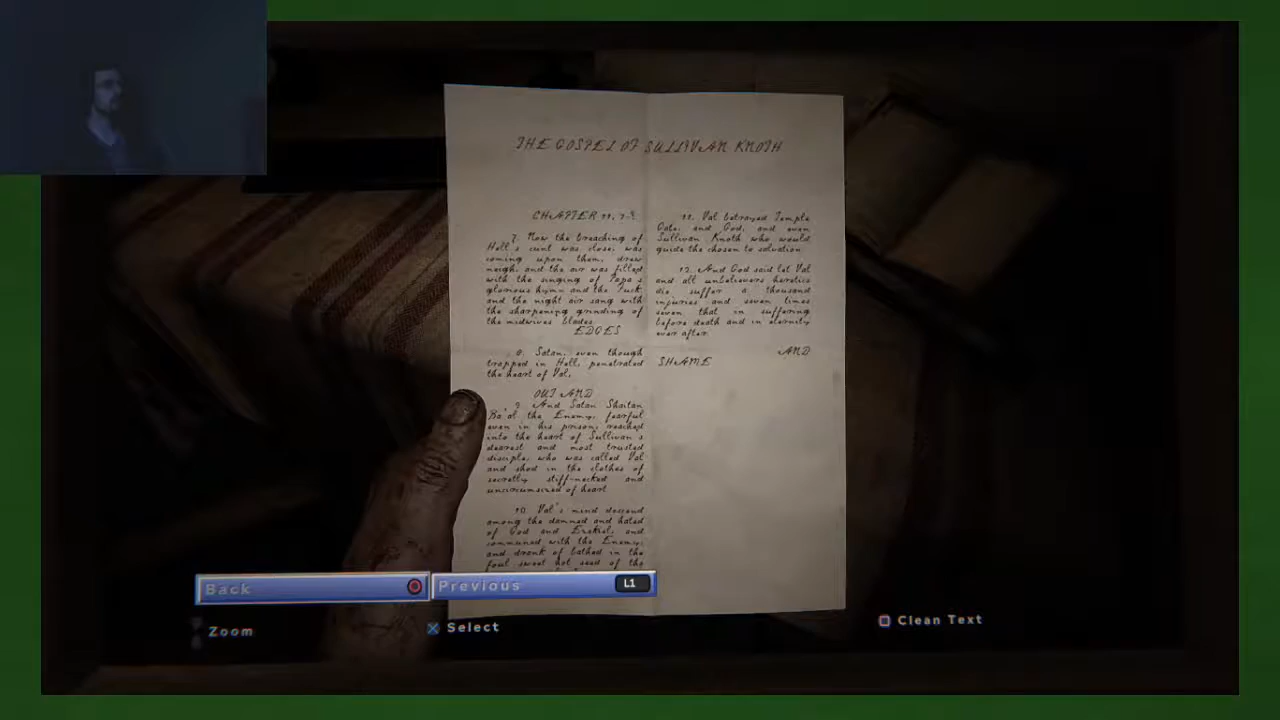 THE GOSPEL OF SULLIVAN KNOTH
CHAPTER 11, 7-
7. Now the breaching of
Hell's cunt was close, was
coming upon them, drew
neigh, and the air was filled
with the singing of Papa's
glorious hymn and the Fuck
and the night air sang with
the sharpening grinding of
the midwives blades.
EDGES
8. Satan, even though
trapped in Hell, penetrated
the heart of Val,
OUT AND
9. And Satan Shaitan
Ba'al the Enemy, fearful
even in his prison, reached
into the heart of Sullivan's
dearest and most trusted
disciple, who was called Val
and shod in the clothes of
secretly stiff-necked and
uncircumsized of heart
10. Val's mind descend
among the damned and hated
of God and Ezekiel, and
communed with the Enemy,
and drank of bathed in the
foul sweet hot seed of the
11. Val betrayed Temple
Gate, and God, and even
Sullivan Knoth who would
guide the chosen to salvation.
12. And God said let Val
and all unbelievers heretics
die suffer a thousand
injuries and seven times
seven that in suffering
before death and in eternity
ever after.
AND
SHAME
Back
Previous L1
Zoom
Select
Clean Text